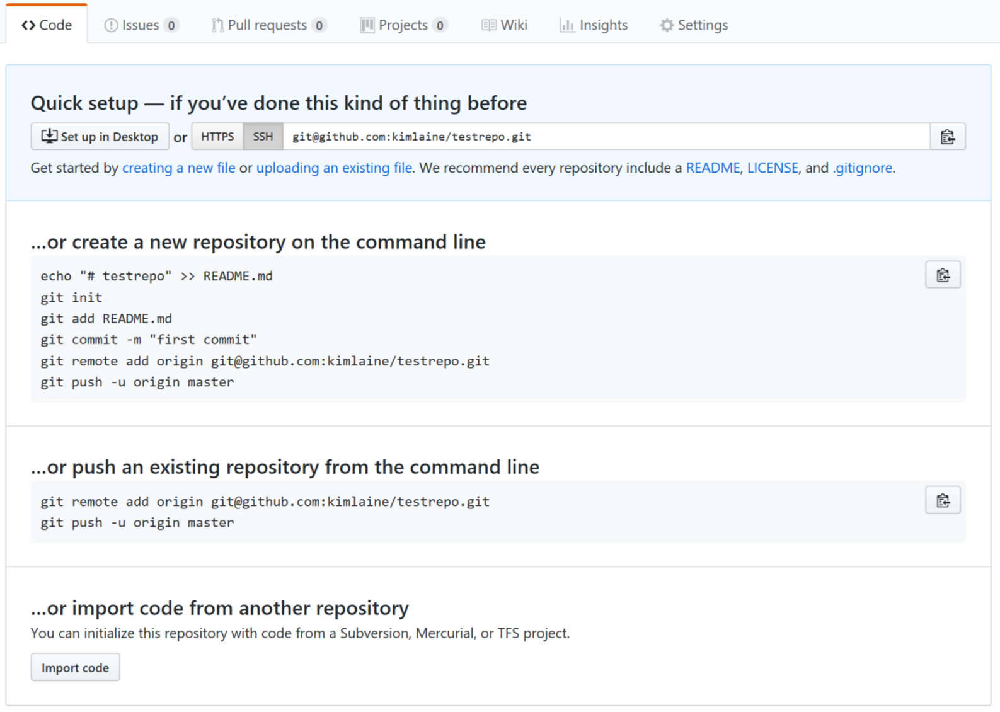 Code Issues 0 Pull requests 0 Projects 0 Wiki Insights Settings
Quick setup — if you’ve done this kind of thing before
Set up in Desktop or HTTPS SSH git@github.com:kimlaine/testrepo.git
Get started by creating a new file or uploading an existing file. We recommend every repository include a README, LICENSE, and .gitignore.
…or create a new repository on the command line
echo "# testrepo" >> README.md
git init
git add README.md
git commit -m "first commit"
git remote add origin git@github.com:kimlaine/testrepo.git
git push -u origin master
…or push an existing repository from the command line
git remote add origin git@github.com:kimlaine/testrepo.git
git push -u origin master
…or import code from another repository
You can initialize this repository with code from a Subversion, Mercurial, or TFS project.
Import code